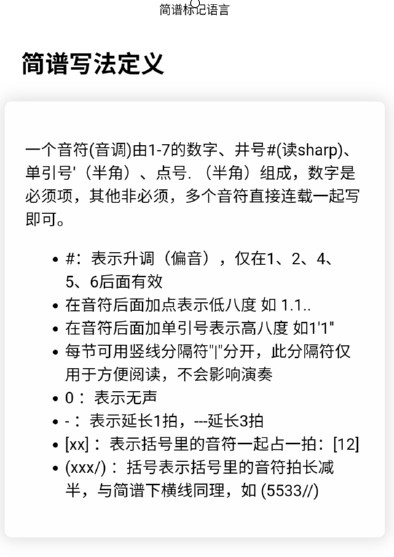 简谱标记语言
简谱写法定义
一个音符(音调)由1-7的数字、井号#(读sharp)、
单引号'（半角）、点号. （半角）组成，数字是
必须项，其他非必须，多个音符直接连载一起写
即可。
• #：表示升调（偏音），仅在1、2、4、
5、6后面有效
• 在音符后面加点表示低八度 如 1.1..
• 在音符后面加单引号表示高八度 如1'1"
• 每节可用竖线分隔符"|"分开，此分隔符仅
用于方便阅读，不会影响演奏
• 0 ：表示无声
• - ：表示延长1拍，---延长3拍
• [xx] ：表示括号里的音符一起占一拍：[12]
• (xxx/) ：括号表示括号里的音符拍长减
半，与简谱下横线同理，如 (5533//)